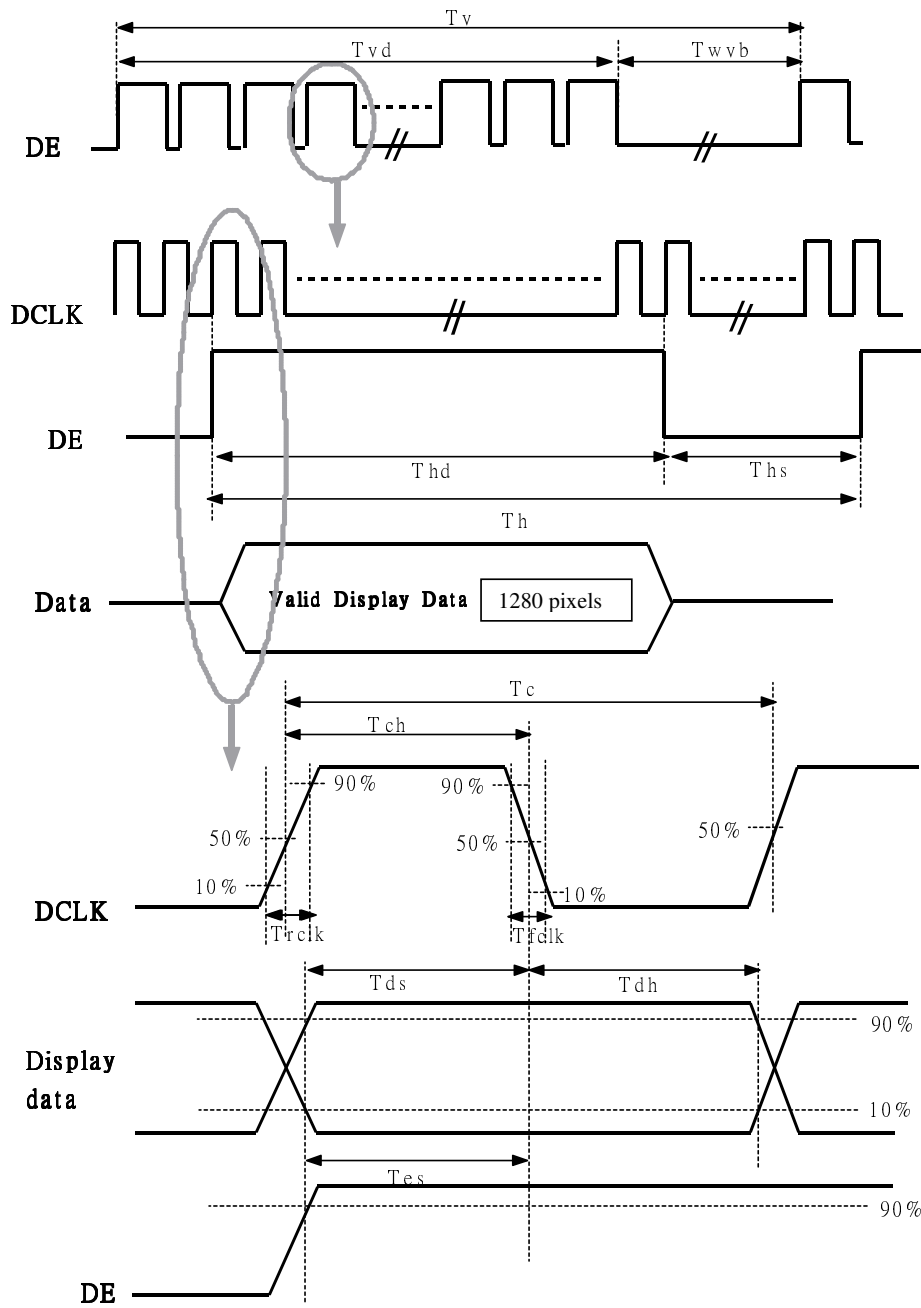 Tv
Tvd Twvb
DE
DCLK
DE
Thd Ths
Th
Data Valid Display Data 1280 pixels
Tc
Tch
90% 90%
50% 50% 50%
10% 10%
DCLK
Trclk Tfclk
Tds Tdh
90%
Display
data
10%
Tes
90%
DE